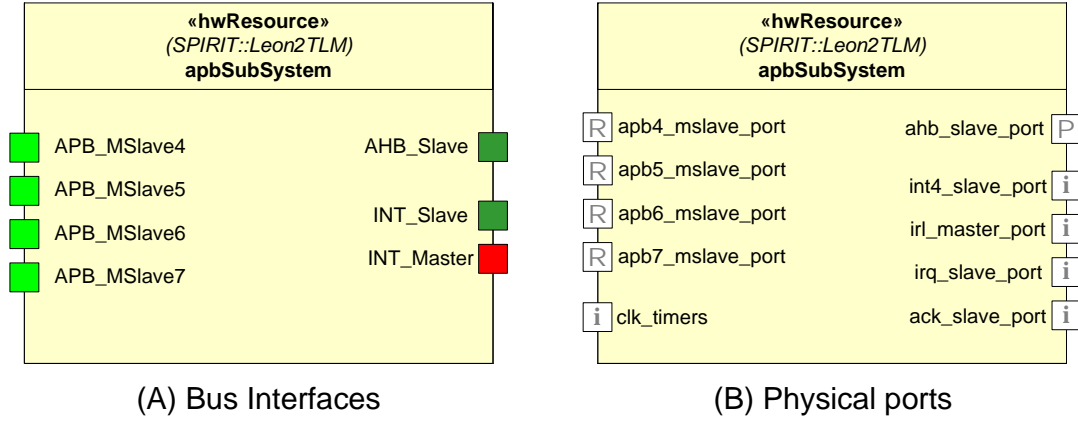 «hwResource»
(SPIRIT::Leon2TLM)
apbSubSystem
APB_MSlave4
APB_MSlave5
APB_MSlave6
APB_MSlave7
AHB_Slave
INT_Slave
INT_Master
(A) Bus Interfaces
«hwResource»
(SPIRIT::Leon2TLM)
apbSubSystem
R apb4_mslave_port
R apb5_mslave_port
R apb6_mslave_port
R apb7_mslave_port
i clk_timers
ahb_slave_port P
int4_slave_port i
irl_master_port i
irq_slave_port i
ack_slave_port i
(B) Physical ports